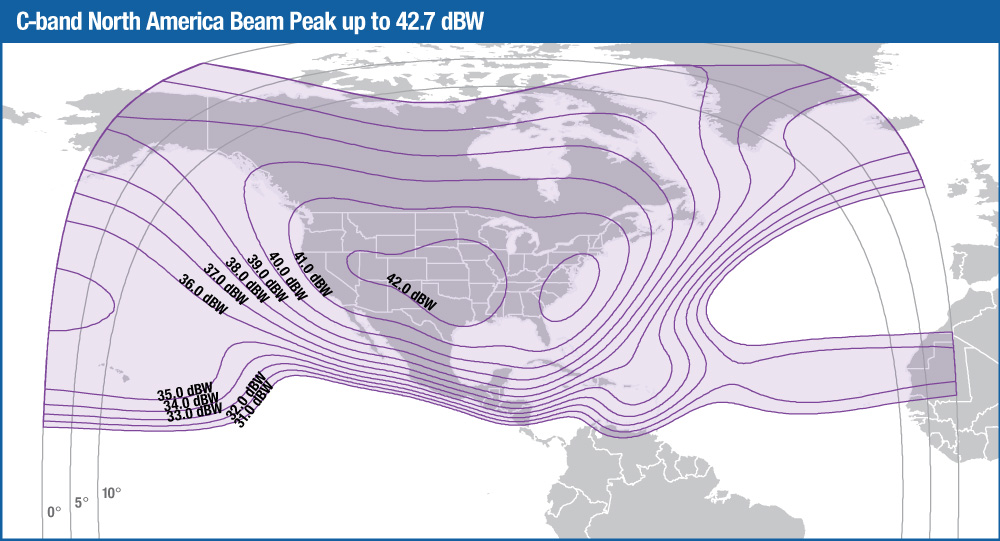 C-band North America Beam Peak up to 42.7 dBW
42.0 dBW
41.0 dBW
40.0 dBW
39.0 dBW
38.0 dBW
37.0 dBW
36.0 dBW
35.0 dBW
34.0 dBW
33.0 dBW
32.0 dBW
31.0 dBW
10°
5°
0°